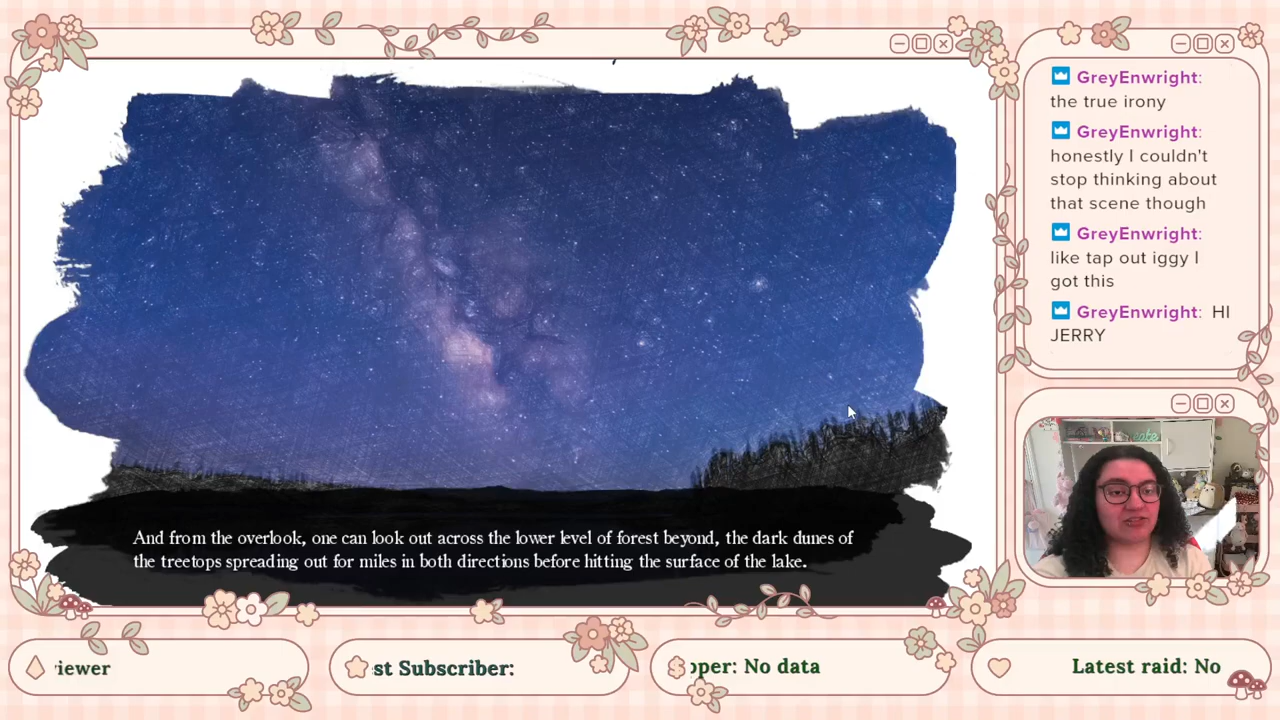 GreyEnwright:
the true irony
GreyEnwright:
honestly I couldn't
stop thinking about
that scene though
GreyEnwright:
like tap out iggy I
got this
GreyEnwright: HI
JERRY
And from the overlook, one can look out across the lower level of forest beyond, the dark dunes of
the treetops spreading out for miles in both directions before hitting the surface of the lake.
viewer
st Subscriber:
pper: No data
Latest raid: No